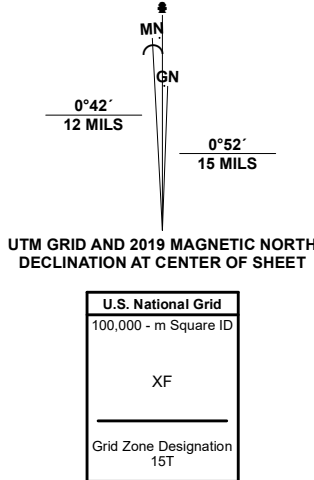 MN
GN
0°42´
12 MILS
0°52´
15 MILS
UTM GRID AND 2019 MAGNETIC NORTH
DECLINATION AT CENTER OF SHEET
U.S. National Grid
100,000 - m Square ID
XF
Grid Zone Designation
15T